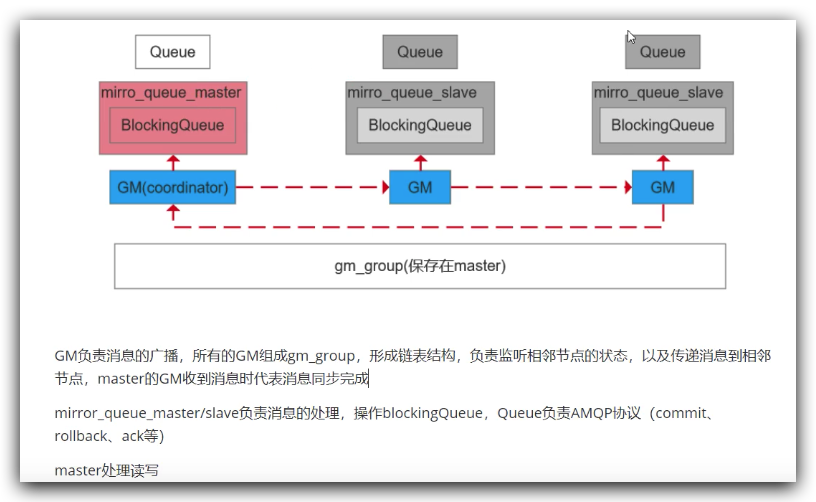 Queue
Queue
Queue
mirro_queue_master
mirro_queue_slave
mirro_queue_slave
BlockingQueue
BlockingQueue
BlockingQueue
GM(coordinator)
GM
GM
gm_group(保存在master)
GM负责消息的广播，所有的GM组成gm_group，形成链表结构，负责监听相邻节点的状态，以及传递消息到相邻
节点，master的GM收到消息时代表消息同步完成
mirror_queue_master/slave负责消息的处理，操作blockingQueue，Queue负责AMQP协议（commit、
rollback、ack等）
master处理读写